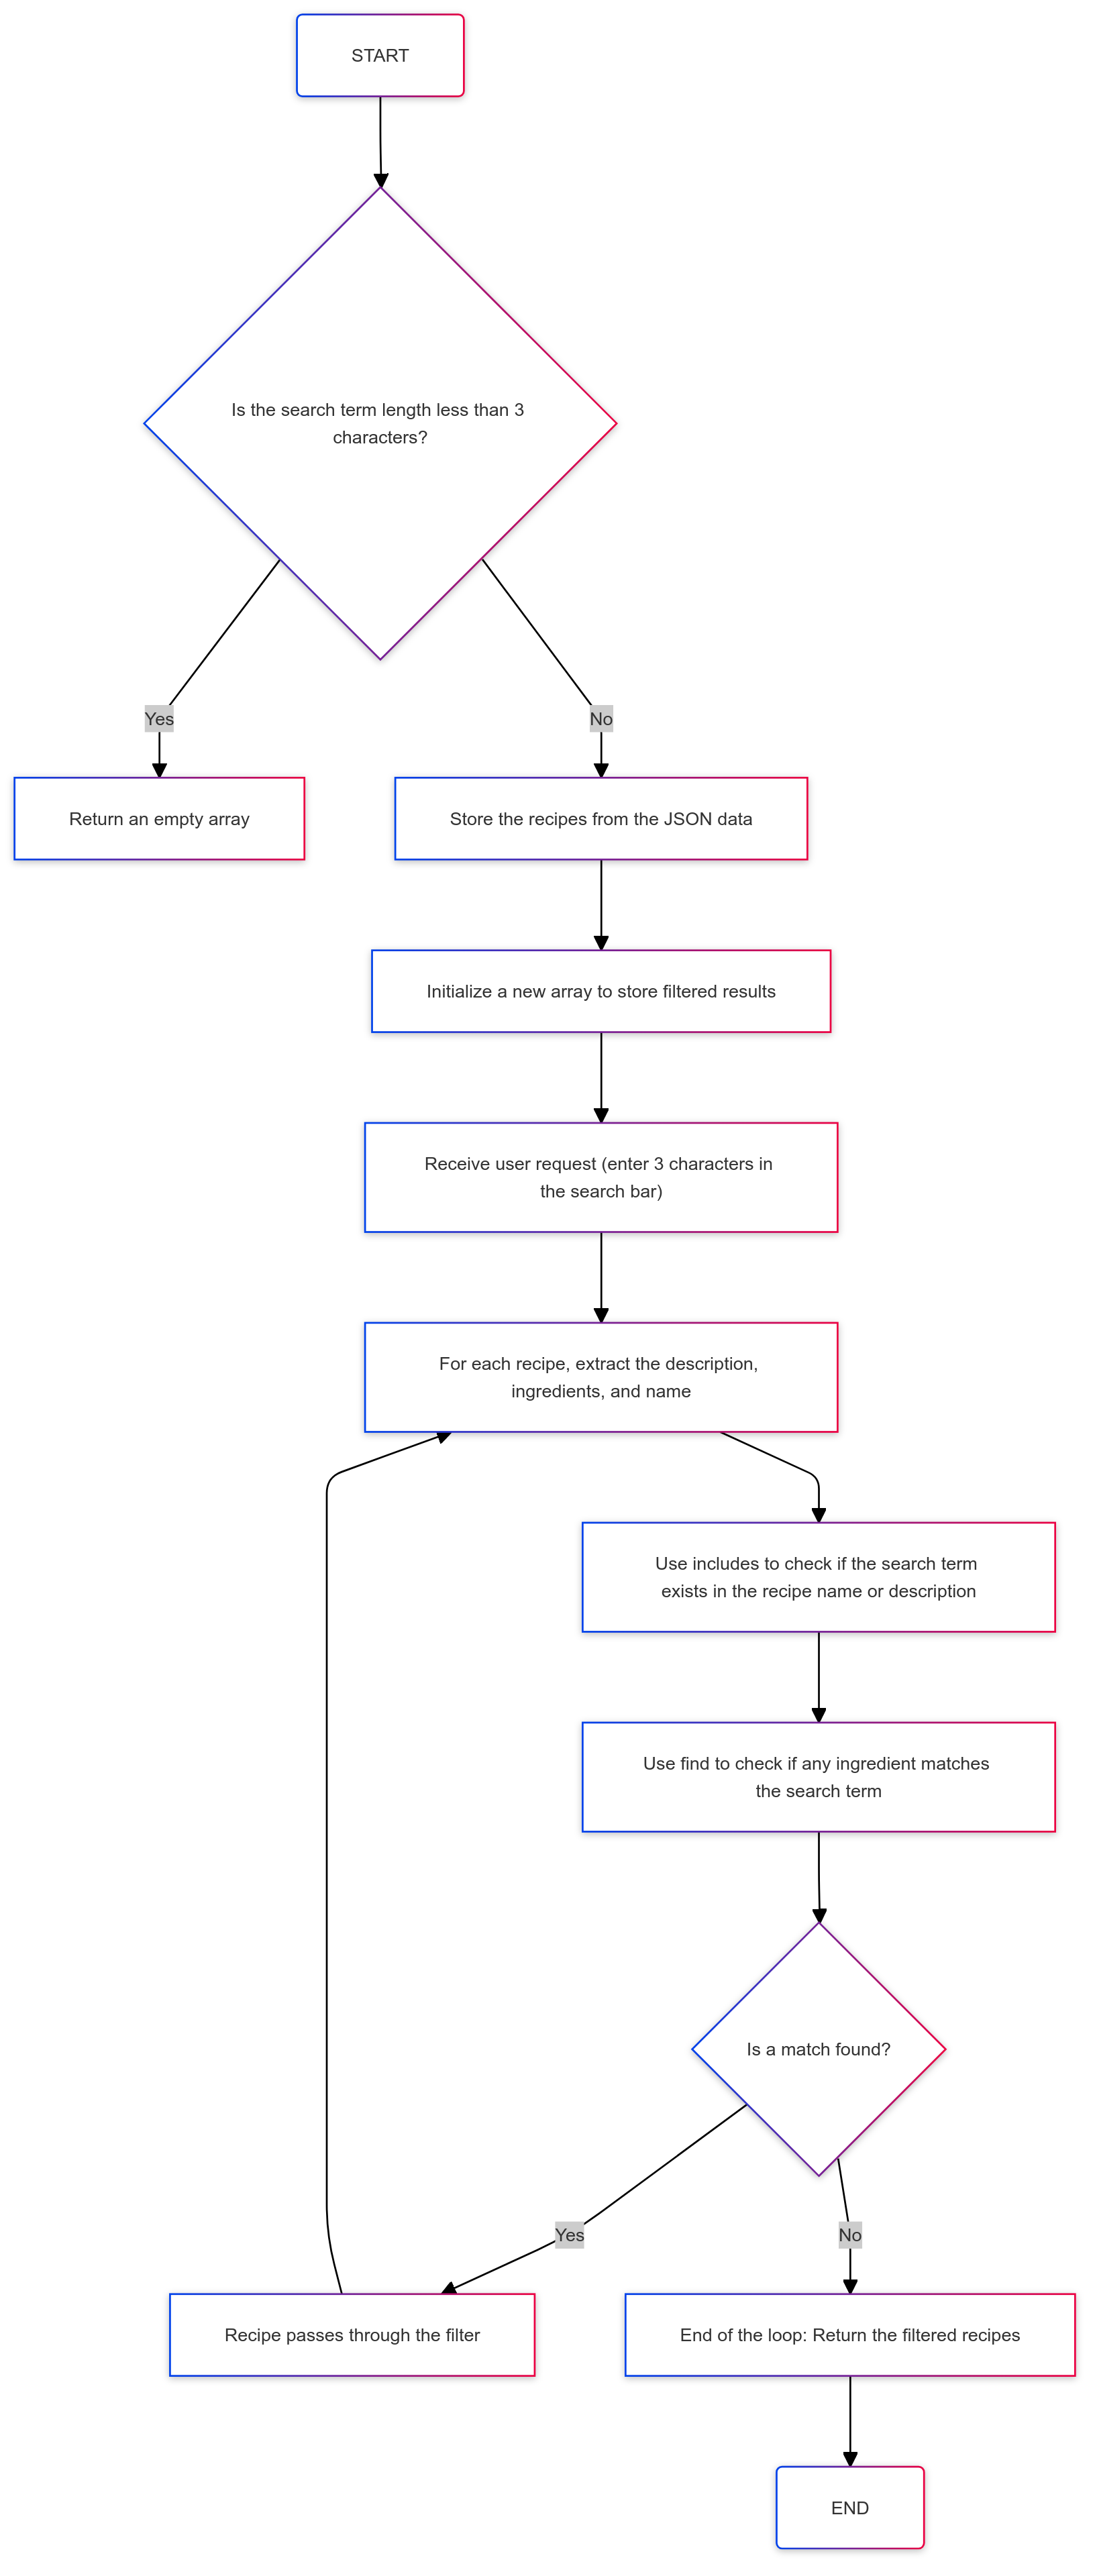 START
Is the search term length less than 3
characters?
Yes
No
Return an empty array
Store the recipes from the JSON data
Initialize a new array to store filtered results
Receive user request (enter 3 characters in
the search bar)
For each recipe, extract the description,
ingredients, and name
Use includes to check if the search term
exists in the recipe name or description
Use find to check if any ingredient matches
the search term
Is a match found?
Yes
No
Recipe passes through the filter
End of the loop: Return the filtered recipes
END